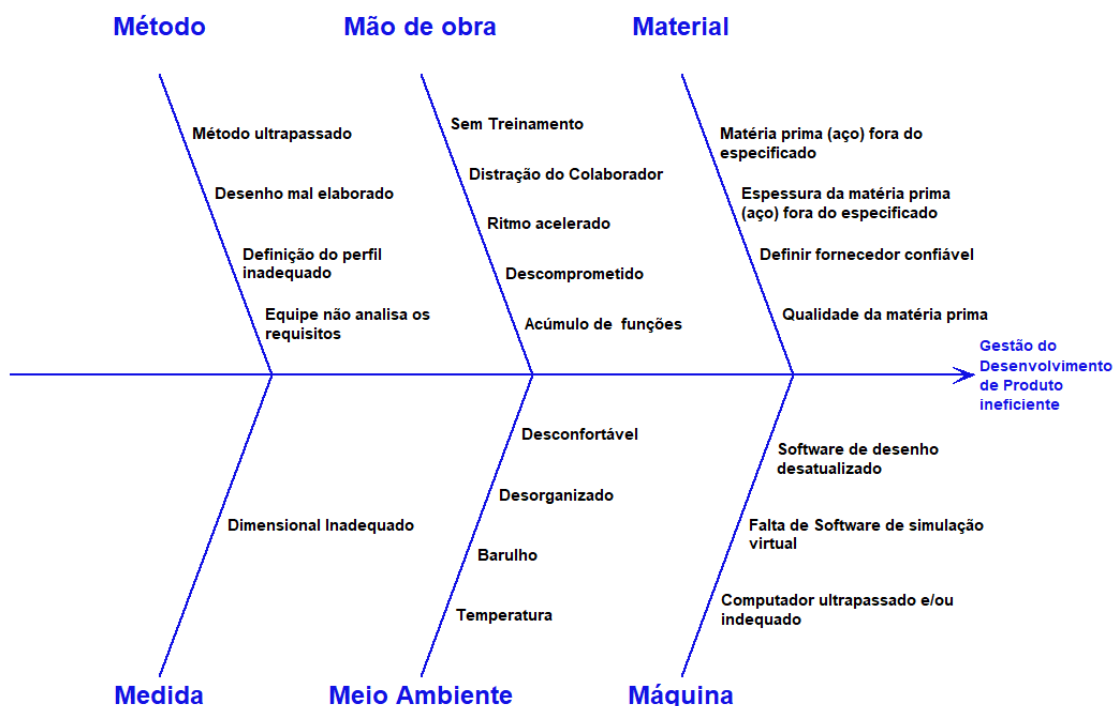 Método
Mão de obra
Material
Método ultrapassado
Desenho mal elaborado
Definição do perfil
inadequado
Equipe não analisa os
requisitos
Sem Treinamento
Distração do Colaborador
Ritmo acelerado
Descomprometido
Acúmulo de funções
Matéria prima (aço) fora do
especificado
Espessura da matéria prima
(aço) fora do especificado
Definir fornecedor confiável
Qualidade da matéria prima
Gestão do
Desenvolvimento
de Produto
ineficiente
Dimensional Inadequado
Desconfortável
Desorganizado
Barulho
Temperatura
Software de desenho
desatualizado
Falta de Software de simulação
virtual
Computador ultrapassado e/ou
indequado
Medida
Meio Ambiente
Máquina